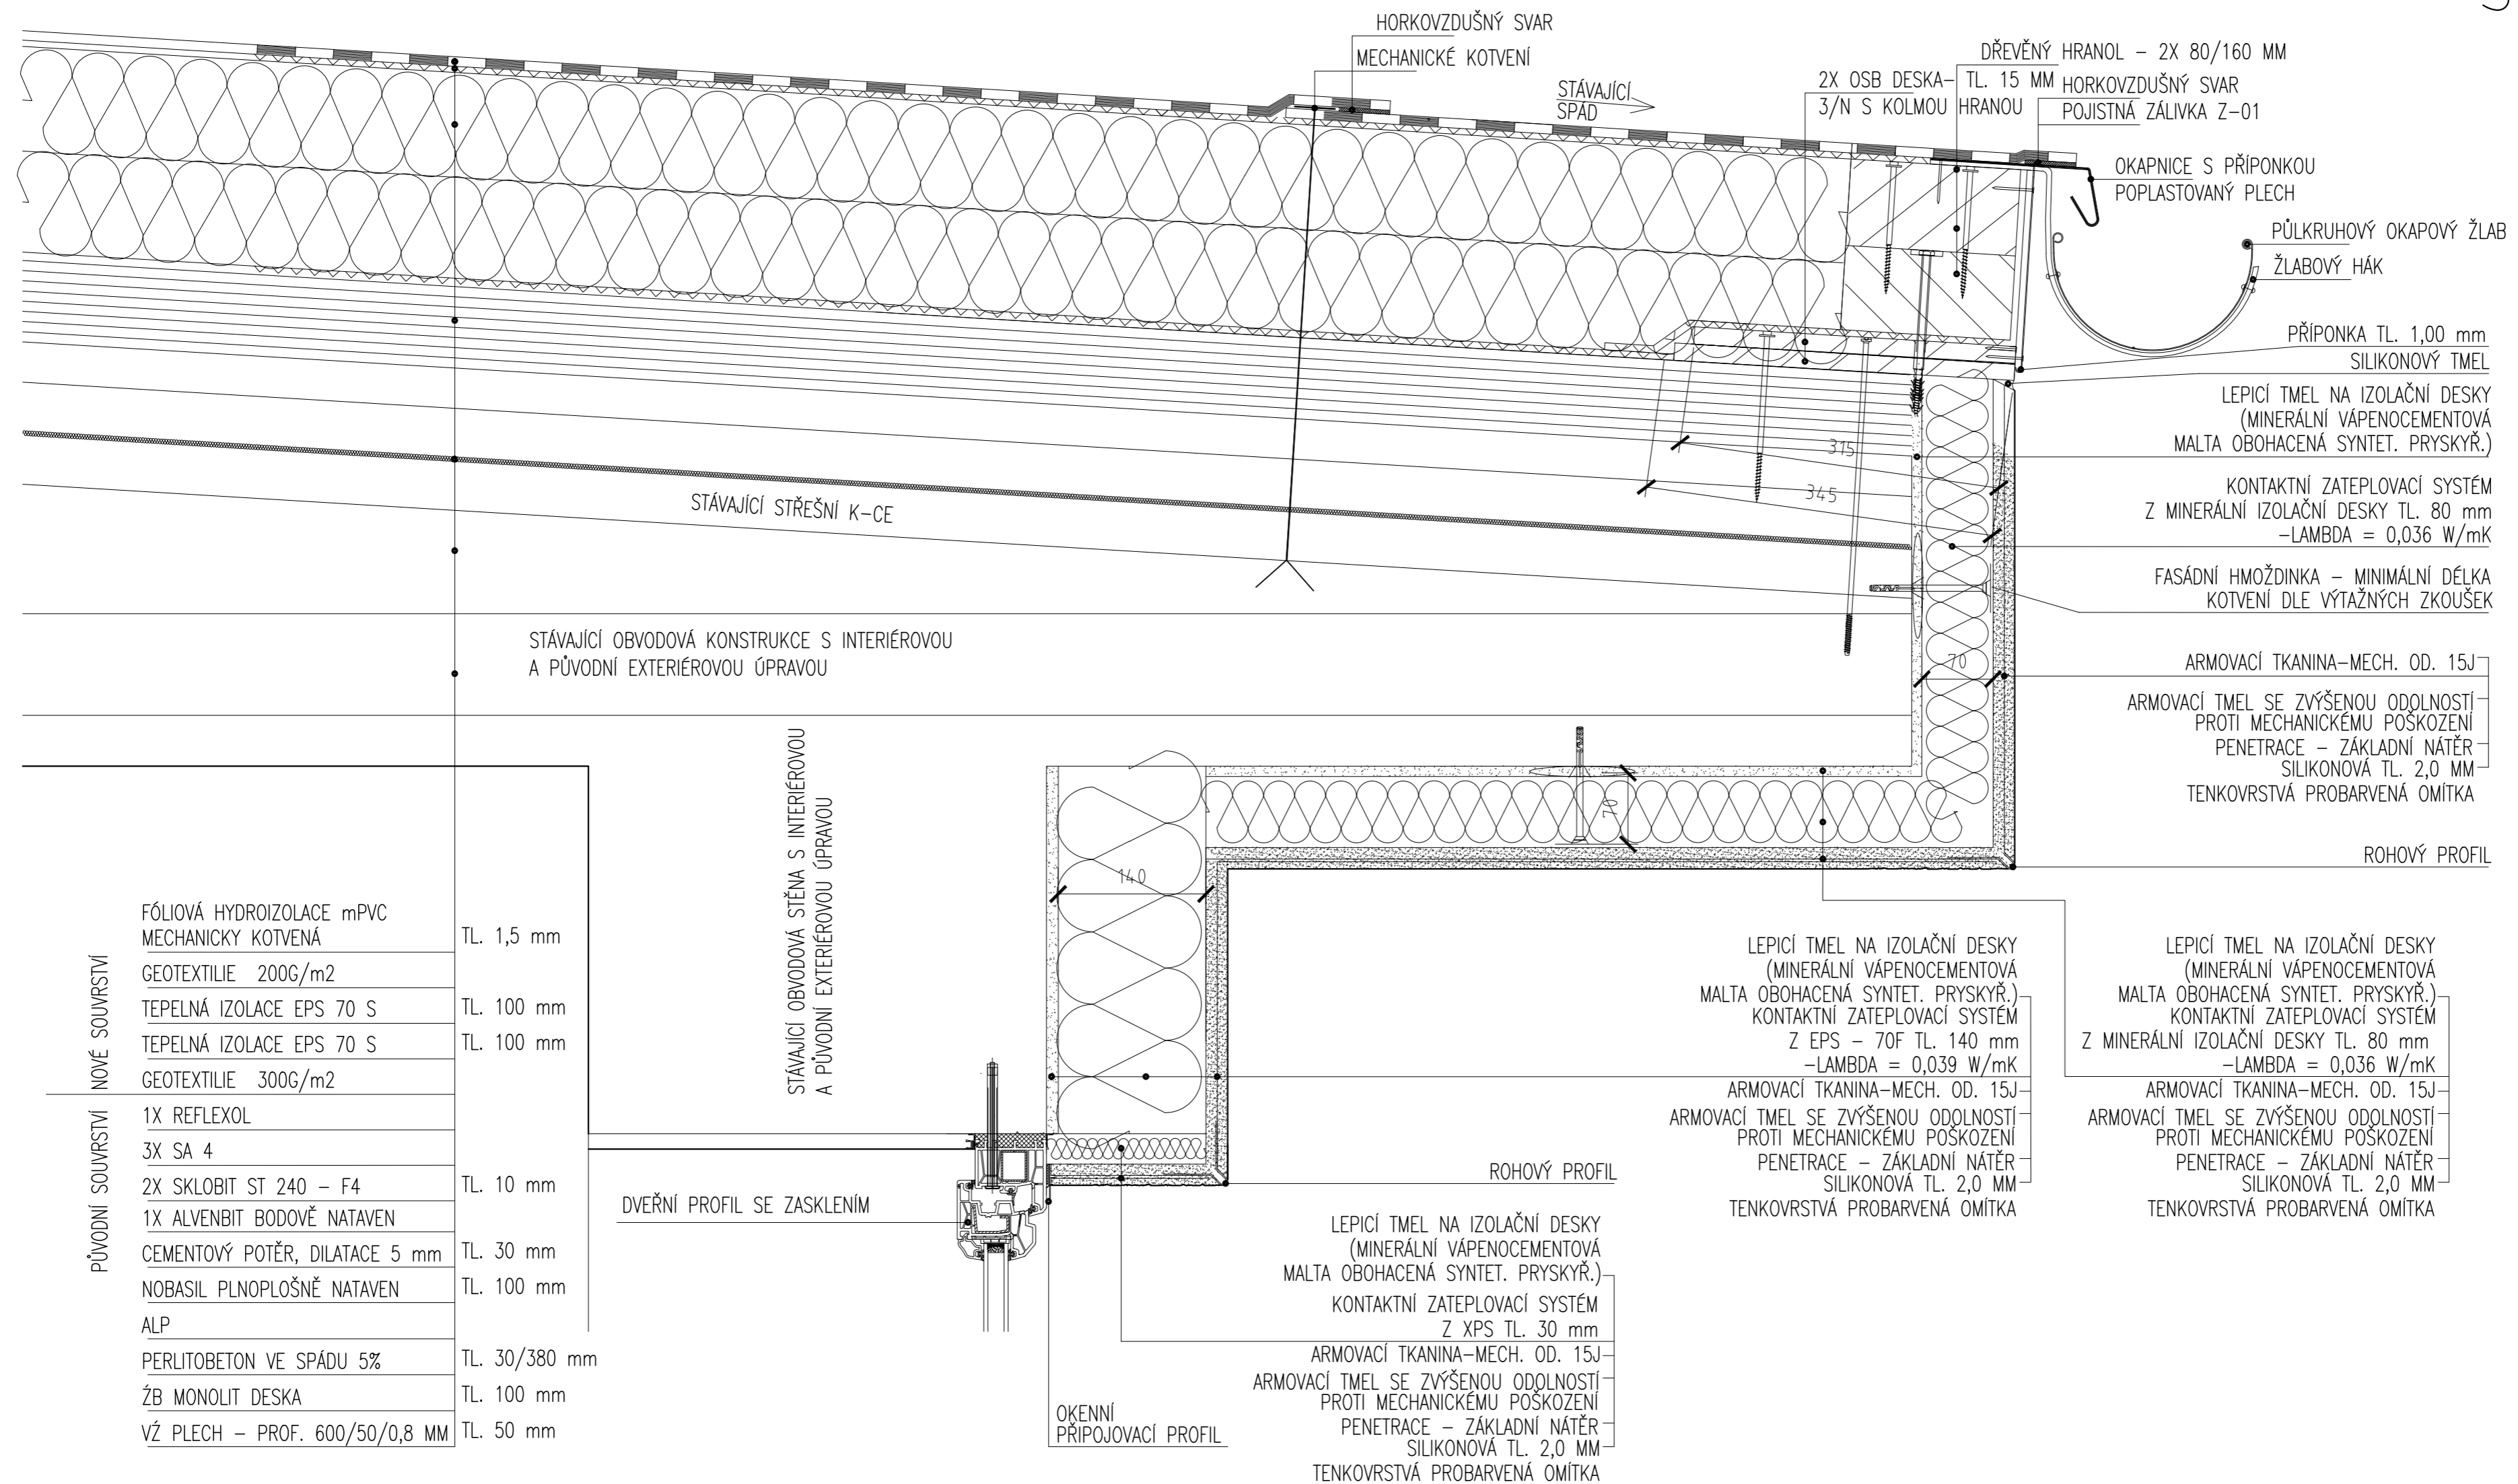 HORKOVZDUŠNÝ SVAR
MECHANICKÉ KOTVENÍ
STÁVAJÍCÍ
SPÁD
DŘEVĚNÝ HRANOL – 2X 80/160 MM
2X OSB DESKA– TL. 15 MM
3/N S KOLMOU HRANOU
HORKOVZDUŠNÝ SVAR
POJISTNÁ ZÁLIVKA Z–01
OKAPNICE S PŘÍPONKOU
POPLASTOVANÝ PLECH
PŮLKRUHOVÝ OKAPOVÝ ŽLAB
ŽLABOVÝ HÁK
PŘÍPONKA TL. 1,00 mm
SILIKONOVÝ TMEL
LEPICÍ TMEL NA IZOLAČNÍ DESKY
(MINERÁLNÍ VÁPENOCEMENTOVÁ
MALTA OBOHACENÁ SYNTET. PRYSKYŘ.)
KONTAKTNÍ ZATEPLOVACÍ SYSTÉM
Z MINERÁLNÍ IZOLAČNÍ DESKY TL. 80 mm
–LAMBDA = 0,036 W/mK
FASÁDNÍ HMOŽDINKA – MINIMÁLNÍ DÉLKA
KOTVENÍ DLE VÝTAŽNÝCH ZKOUŠEK
ARMOVACÍ TKANINA–MECH. OD. 15J
ARMOVACÍ TMEL SE ZVÝŠENOU ODOLNOSTÍ
PROTI MECHANICKÉMU POŠKOZENÍ
PENETRACE – ZÁKLADNÍ NÁTĚR
SILIKONOVÁ TL. 2,0 MM
TENKOVRSTVÁ PROBARVENÁ OMÍTKA
ROHOVÝ PROFIL
315
345
70
70
140
STÁVAJÍCÍ STŘEŠNÍ K–CE
STÁVAJÍCÍ OBVODOVÁ KONSTRUKCE S INTERIÉROVOU
A PŮVODNÍ EXTERIÉROVOU ÚPRAVOU
STÁVAJÍCÍ OBVODOVÁ STĚNA S INTERIÉROVOU
A PŮVODNÍ EXTERIÉROVOU ÚPRAVOU
NOVÉ SOUVRSTVÍ
FÓLIOVÁ HYDROIZOLACE mPVC
MECHANICKY KOTVENÁ TL. 1,5 mm
GEOTEXTILIE 200G/m2
TEPELNÁ IZOLACE EPS 70 S TL. 100 mm
TEPELNÁ IZOLACE EPS 70 S TL. 100 mm
GEOTEXTILIE 300G/m2
PŮVODNÍ SOUVRSTVÍ
1X REFLEXOL
3X SA 4
2X SKLOBIT ST 240 – F4 TL. 10 mm
1X ALVENBIT BODOVĚ NATAVEN
CEMENTOVÝ POTĚR, DILATACE 5 mm TL. 30 mm
NOBASIL PLNOPLOŠNĚ NATAVEN TL. 100 mm
ALP
PERLITOBETON VE SPÁDU 5% TL. 30/380 mm
ŹB MONOLIT DESKA TL. 100 mm
VŹ PLECH – PROF. 600/50/0,8 MM TL. 50 mm
DVEŘNÍ PROFIL SE ZASKLENÍM
OKENNÍ
PŘIPOJOVACÍ PROFIL
ROHOVÝ PROFIL
LEPICÍ TMEL NA IZOLAČNÍ DESKY
(MINERÁLNÍ VÁPENOCEMENTOVÁ
MALTA OBOHACENÁ SYNTET. PRYSKYŘ.)
KONTAKTNÍ ZATEPLOVACÍ SYSTÉM
Z XPS TL. 30 mm
ARMOVACÍ TKANINA–MECH. OD. 15J
ARMOVACÍ TMEL SE ZVÝŠENOU ODOLNOSTÍ
PROTI MECHANICKÉMU POŠKOZENÍ
PENETRACE – ZÁKLADNÍ NÁTĚR
SILIKONOVÁ TL. 2,0 MM
TENKOVRSTVÁ PROBARVENÁ OMÍTKA
LEPICÍ TMEL NA IZOLAČNÍ DESKY
(MINERÁLNÍ VÁPENOCEMENTOVÁ
MALTA OBOHACENÁ SYNTET. PRYSKYŘ.)
KONTAKTNÍ ZATEPLOVACÍ SYSTÉM
Z EPS – 70F TL. 140 mm
–LAMBDA = 0,039 W/mK
ARMOVACÍ TKANINA–MECH. OD. 15J
ARMOVACÍ TMEL SE ZVÝŠENOU ODOLNOSTÍ
PROTI MECHANICKÉMU POŠKOZENÍ
PENETRACE – ZÁKLADNÍ NÁTĚR
SILIKONOVÁ TL. 2,0 MM
TENKOVRSTVÁ PROBARVENÁ OMÍTKA
LEPICÍ TMEL NA IZOLAČNÍ DESKY
(MINERÁLNÍ VÁPENOCEMENTOVÁ
MALTA OBOHACENÁ SYNTET. PRYSKYŘ.)
KONTAKTNÍ ZATEPLOVACÍ SYSTÉM
Z MINERÁLNÍ IZOLAČNÍ DESKY TL. 80 mm
–LAMBDA = 0,036 W/mK
ARMOVACÍ TKANINA–MECH. OD. 15J
ARMOVACÍ TMEL SE ZVÝŠENOU ODOLNOSTÍ
PROTI MECHANICKÉMU POŠKOZENÍ
PENETRACE – ZÁKLADNÍ NÁTĚR
SILIKONOVÁ TL. 2,0 MM
TENKOVRSTVÁ PROBARVENÁ OMÍTKA